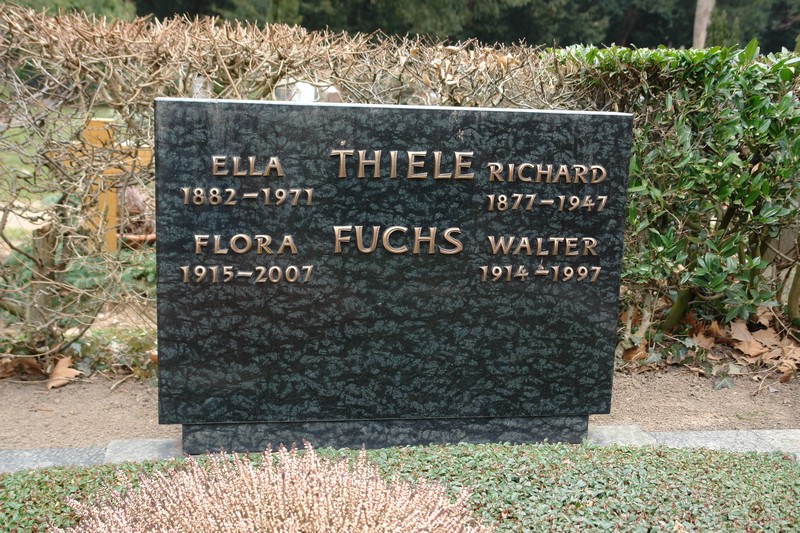 ELLA THIELE RICHARD
1882-1971 1877-1947
FLORA FUCHS WALTER
1915-2007 1914-1997